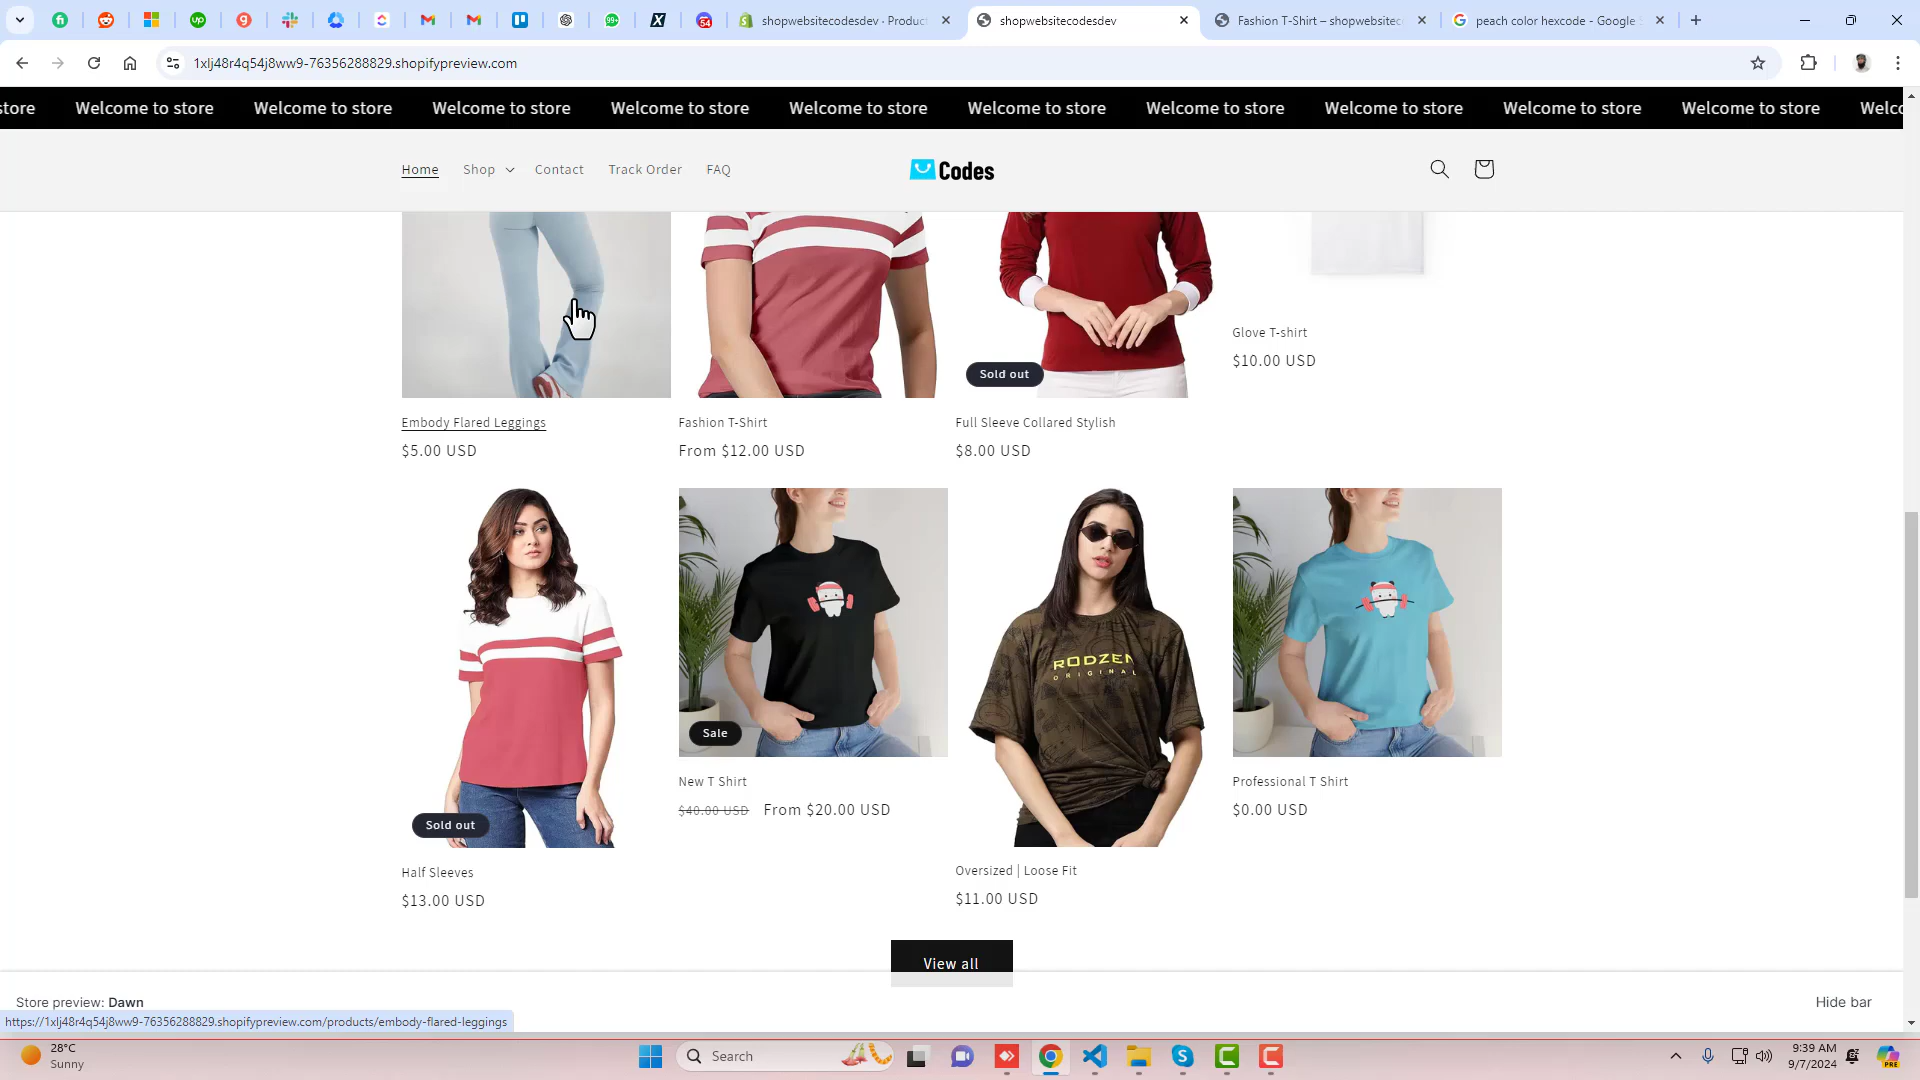 54
99+
shopwebsitecodesdev · Product
shopwebsitecodesdev
Fashion T-Shirt – shopwebsitec
peach color hexcode - Google S
1xlj48r4q54j8ww9-76356288829.shopifypreview.com
store Welcome to store Welcome to store Welcome to store Welcome to store Welcome to store Welcome to store Welcome to store Welcome to store Welcome to store Welcome to store Welco
Home Shop Contact Track Order FAQ
Codes
Sold out
Glove T-shirt
$10.00 USD
Embody Flared Leggings
$5.00 USD
Fashion T-Shirt
From $12.00 USD
Full Sleeve Collared Stylish
$8.00 USD
RODZEN
ORIGINAL
Sale
Sold out
New T Shirt
$40.00 USD From $20.00 USD
Professional T Shirt
$0.00 USD
Half Sleeves
$13.00 USD
Oversized | Loose Fit
$11.00 USD
View all
Store preview: Dawn
Hide bar
https://1xlj48r4q54j8ww9-76356288829.shopifypreview.com/products/embody-flared-leggings
28°C
Sunny
Search
9:39 AM
9/7/2024
PRE